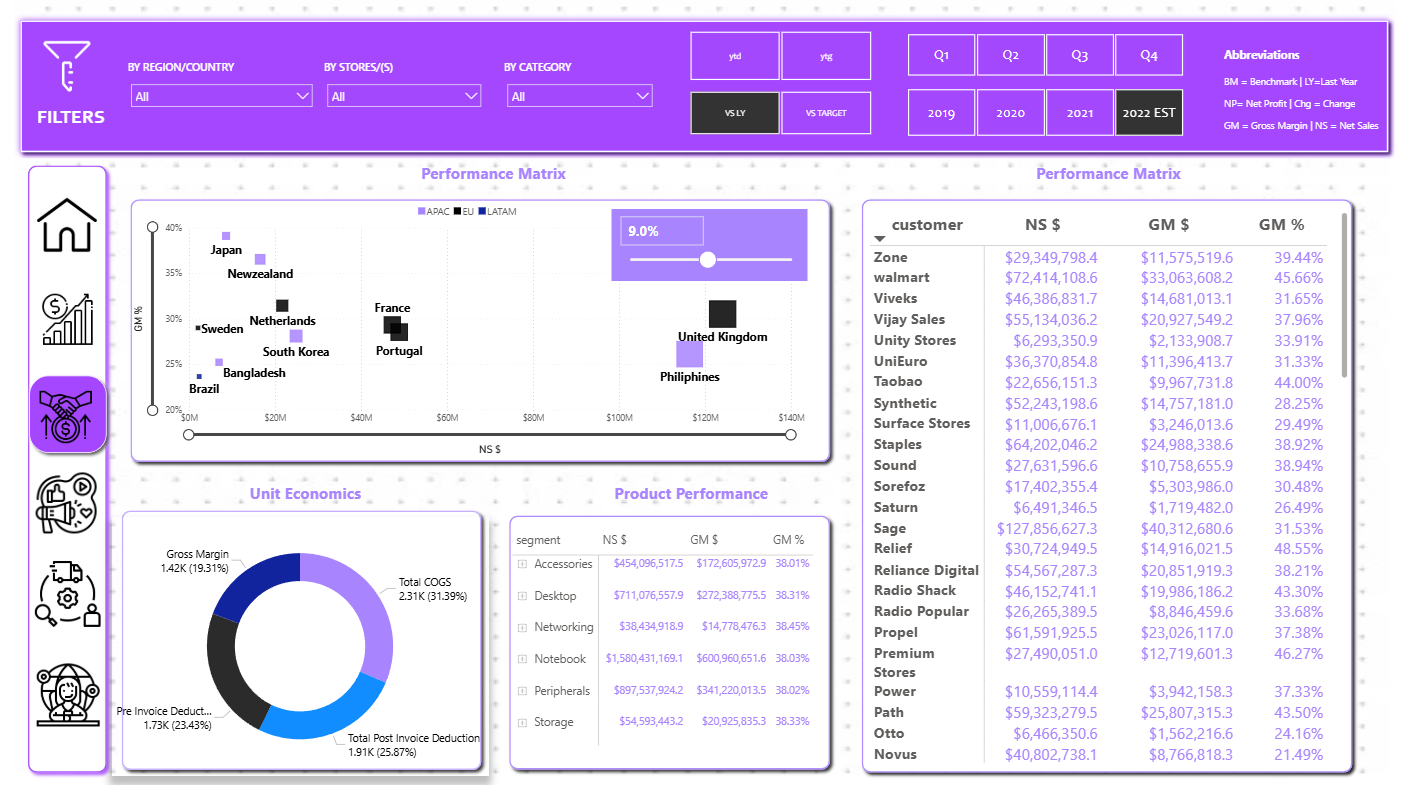 FILTERS
BY REGION/COUNTRY
All
BY STORES/(S)
All
BY CATEGORY
All
ytd
ytg
VS LY
VS TARGET
Q1
Q2
Q3
Q4
2019
2020
2021
2022 EST
Abbreviations
BM = Benchmark | LY=Last Year
NP= Net Profit | Chg = Change
GM = Gross Margin | NS = Net Sales
Performance Matrix
APAC EU LATAM
9.0%
GM %
40%
35%
30%
25%
20%
Japan
Newzealand
Netherlands
Sweden
South Korea
Bangladesh
Brazil
France
Portugal
United Kingdom
Philiphines
$0M $20M $40M $60M $80M $100M $120M $140M
NS $
Unit Economics
Gross Margin
1.42K (19.31%)
Total COGS
2.31K (31.39%)
Pre Invoice Deduct...
1.73K (23.43%)
Total Post Invoice Deduction
1.91K (25.87%)
Product Performance
segment NS $ GM $ GM %
Accessories $454,096,517.5 $172,605,972.9 38.01%
Desktop $711,076,557.9 $272,388,775.5 38.31%
Networking $38,434,918.9 $14,778,476.3 38.45%
Notebook $1,580,431,169.1 $600,960,651.6 38.03%
Peripherals $897,537,924.2 $341,220,013.5 38.02%
Storage $54,593,443.2 $20,925,835.3 38.33%
Performance Matrix
customer NS $ GM $ GM %
Zone $29,349,798.4 $11,575,519.6 39.44%
walmart $72,414,108.6 $33,063,608.2 45.66%
Viveks $46,386,831.7 $14,681,013.1 31.65%
Vijay Sales $55,134,036.2 $20,927,549.2 37.96%
Unity Stores $6,293,350.9 $2,133,908.7 33.91%
UniEuro $36,370,854.8 $11,396,413.7 31.33%
Taobao $22,656,151.3 $9,967,731.8 44.00%
Synthetic $52,243,198.6 $14,757,181.0 28.25%
Surface Stores $11,006,676.1 $3,246,013.6 29.49%
Staples $64,202,046.2 $24,988,338.6 38.92%
Sound $27,631,596.6 $10,758,655.9 38.94%
Sorefoz $17,402,355.4 $5,303,986.0 30.48%
Saturn $6,491,346.5 $1,719,482.0 26.49%
Sage $127,856,627.3 $40,312,680.6 31.53%
Relief $30,724,949.5 $14,916,021.5 48.55%
Reliance Digital $54,567,287.3 $20,851,919.3 38.21%
Radio Shack $46,152,741.1 $19,986,186.2 43.30%
Radio Popular $26,265,389.5 $8,846,459.6 33.68%
Propel $61,591,925.5 $23,026,117.0 37.38%
Premium $27,490,051.0 $12,719,601.3 46.27%
Stores
Power $10,559,114.4 $3,942,158.3 37.33%
Path $59,323,279.5 $25,807,315.3 43.50%
Otto $6,466,350.6 $1,562,216.6 24.16%
Novus $40,802,738.1 $8,766,818.3 21.49%